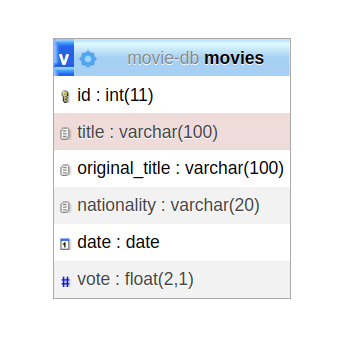 v movie-db movies
id : int(11)
title : varchar(100)
original_title : varchar(100)
nationality : varchar(20)
date : date
# vote : float(2,1)